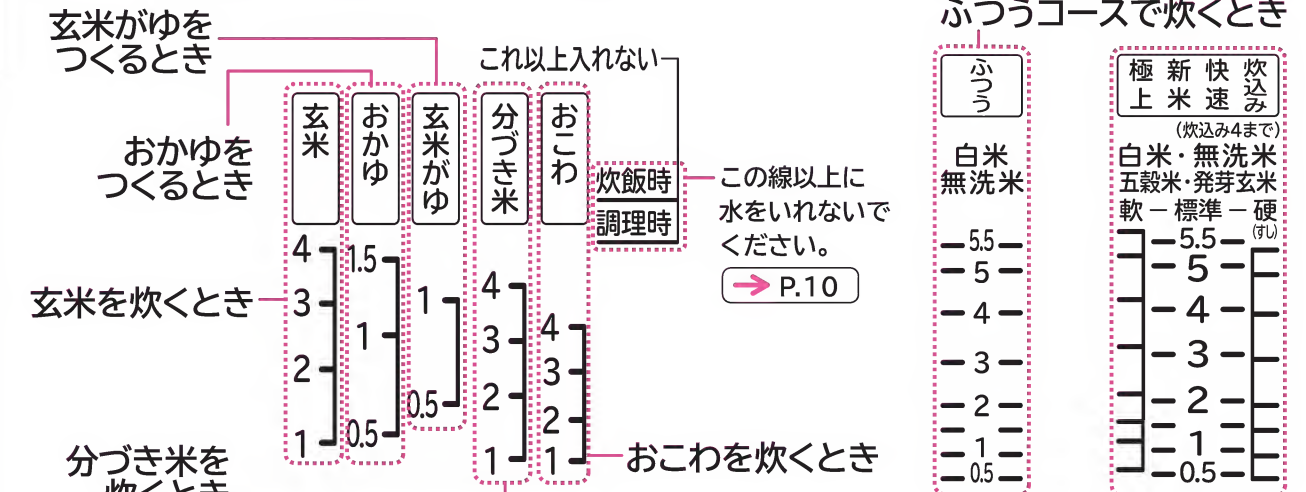 玄米がゆを
つくるとき
おかゆを
つくるとき
玄米を炊くとき
分づき米を
炊くとき
玄米
4
3
2
1
おかゆ
1.5
1
0.5
玄米がゆ
1
0.5
分づき米
4
3
2
1
おこわ
4
3
2
1
これ以上入れない
炊飯時
調理時
この線以上に
水をいれないで
ください。
→ P.10
おこわを炊くとき
ふつうコースで炊くとき
ふつう
白米
無洗米
5.5
5
4
3
2
1
0.5
極上 新米 快速 炊込み
(炊込み4まで)
白米・無洗米
五穀米・発芽玄米
軟 － 標準 － 硬
(すし)
5.5
5
4
3
2
1
0.5